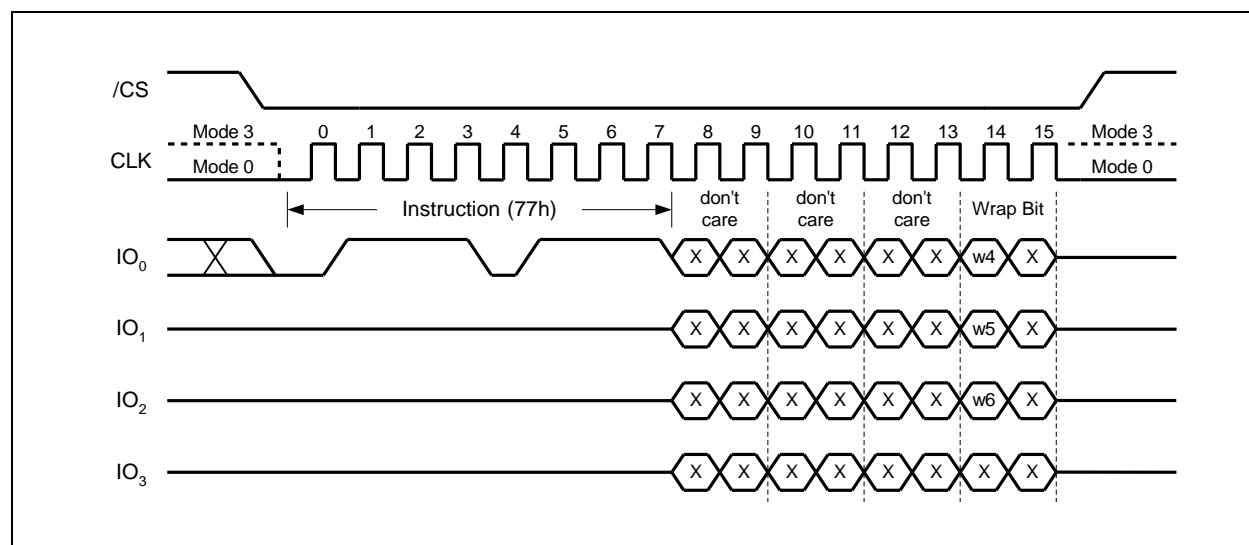 /CS
Mode 3 0 1 2 3 4 5 6 7 8 9 10 11 12 13 14 15 Mode 3
CLK
Mode 0 Mode 0
Instruction (77h) don't care don't care don't care Wrap Bit
IO0 X X X X X X w4 X
IO1 X X X X X X w5 X
IO2 X X X X X X w6 X
IO3 X X X X X X X X